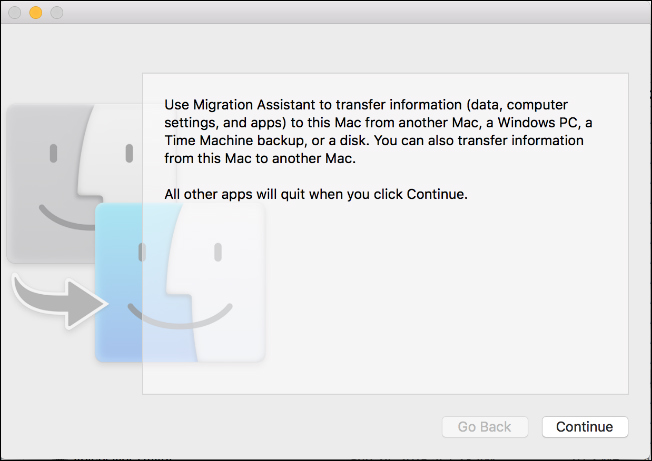 Use Migration Assistant to transfer information (data, computer
settings, and apps) to this Mac from another Mac, a Windows PC, a
Time Machine backup, or a disk. You can also transfer information
from this Mac to another Mac.
All other apps will quit when you click Continue.
Go Back
Continue